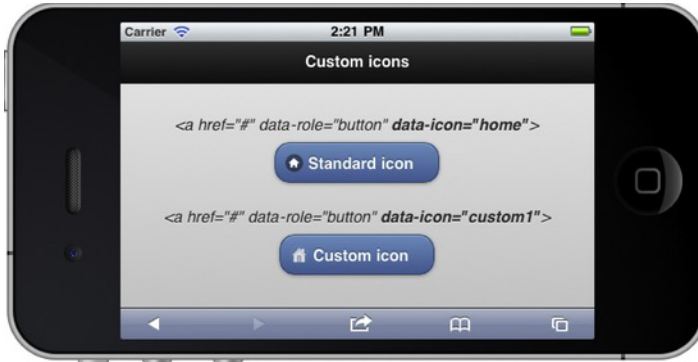 Carrier 2:21 PM
Custom icons
<a href="#" data-role="button" data-icon="home">
Standard icon
<a href="#" data-role="button" data-icon="custom1">
Custom icon